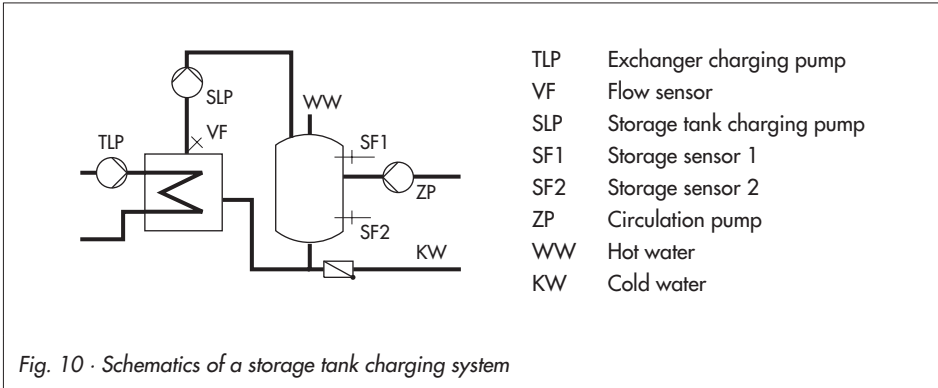 SLP
WW
VF
SF1
TLP
ZP
SF2
KW
TLP Exchanger charging pump
VF Flow sensor
SLP Storage tank charging pump
SF1 Storage sensor 1
SF2 Storage sensor 2
ZP Circulation pump
WW Hot water
KW Cold water
Fig. 10 · Schematics of a storage tank charging system